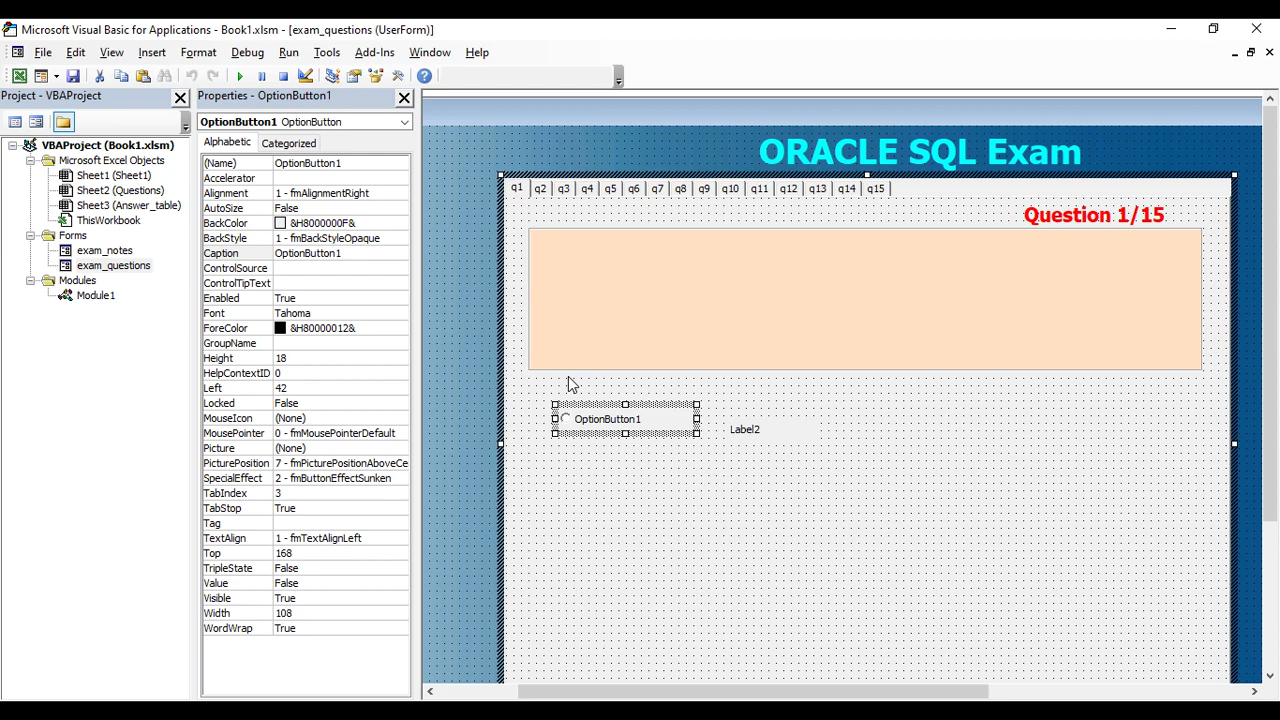 Microsoft Visual Basic for Applications - Book1.xlsm - [exam_questions (UserForm)]
File Edit View Insert Format Debug Run Tools Add-Ins Window Help
Project - VBAProject
VBAProject (Book1.xlsm)
Microsoft Excel Objects
Sheet1 (Sheet1)
Sheet2 (Questions)
Sheet3 (Answer_table)
ThisWorkbook
Forms
exam_notes
exam_questions
Modules
Module1
Properties - OptionButton1
OptionButton1 OptionButton
Alphabetic Categorized
(Name) OptionButton1
Accelerator
Alignment 1 - fmAlignmentRight
AutoSize False
BackColor &H8000000F&
BackStyle 1 - fmBackStyleOpaque
Caption OptionButton1
ControlSource
ControlTipText
Enabled True
Font Tahoma
ForeColor &H80000012&
GroupName
Height 18
HelpContextID 0
Left 42
Locked False
MouseIcon (None)
MousePointer 0 - fmMousePointerDefault
Picture (None)
PicturePosition 7 - fmPicturePositionAboveCe
SpecialEffect 2 - fmButtonEffectSunken
TabIndex 3
TabStop True
Tag
TextAlign 1 - fmTextAlignLeft
Top 168
TripleState False
Value False
Visible True
Width 108
WordWrap True
ORACLE SQL Exam
q1 q2 q3 q4 q5 q6 q7 q8 q9 q10 q11 q12 q13 q14 q15
Question 1/15
OptionButton1
Label2